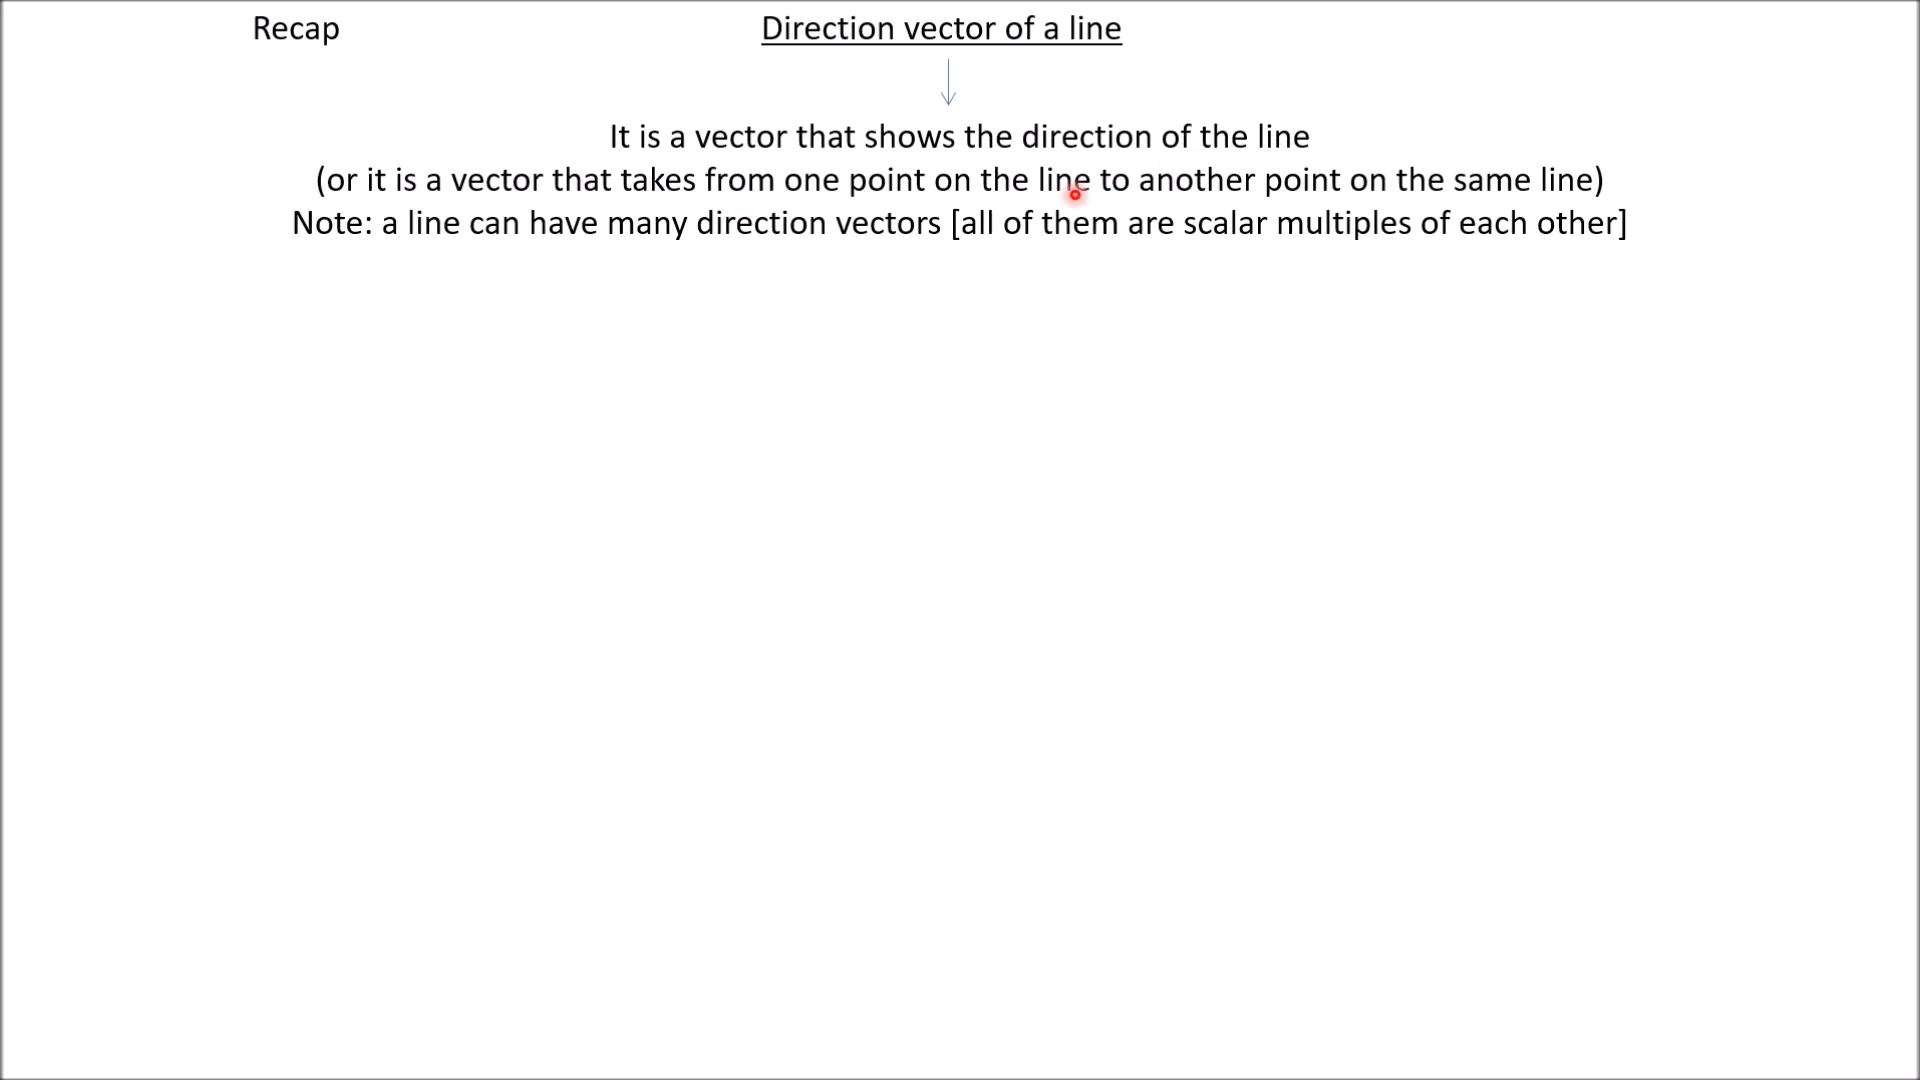 Recap
Direction vector of a line
It is a vector that shows the direction of the line
(or it is a vector that takes from one point on the line to another point on the same line)
Note: a line can have many direction vectors [all of them are scalar multiples of each other]